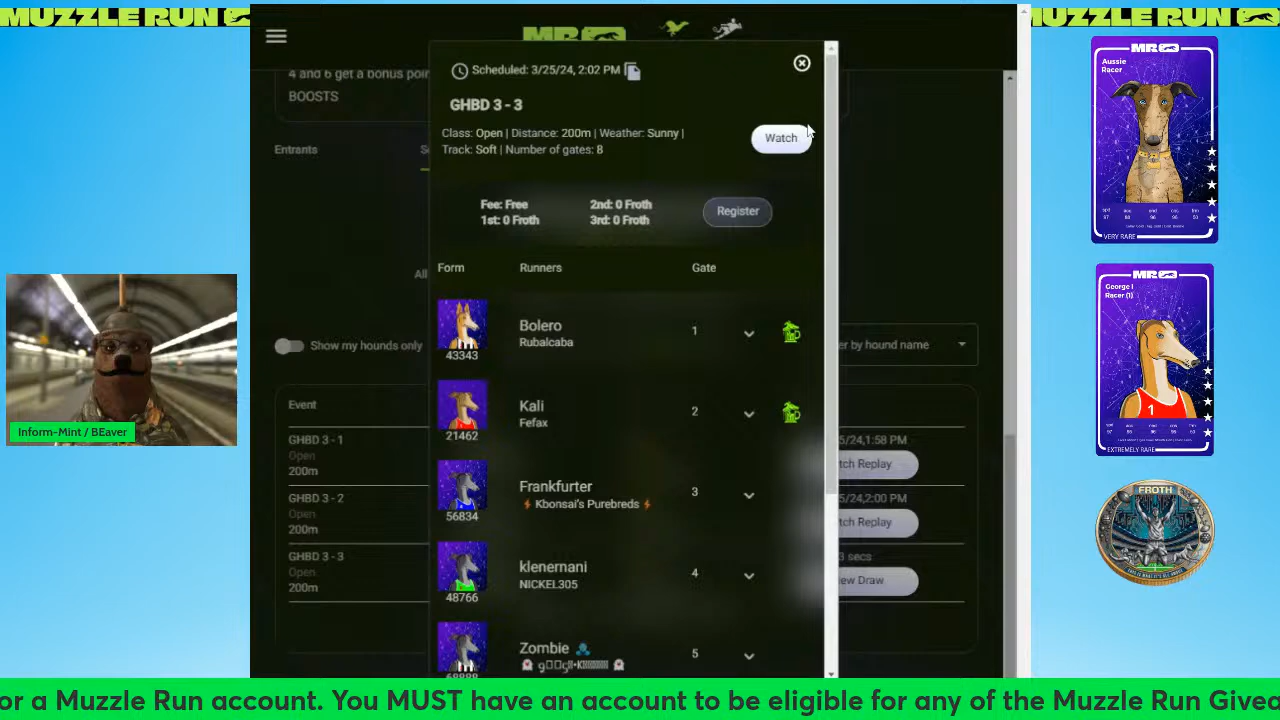 MUZZLE RUN
MUZZLE RUN
MR
4 and 6 get a bonus poin
BOOSTS
Entrants
All
Show my hounds only
er by hound name
Event
GHBD 3 - 1
Open
200m
5/24,1:58 PM
tch Replay
GHBD 3 - 2
Open
200m
5/24,2:00 PM
tch Replay
GHBD 3 - 3
Open
200m
3 secs
ew Draw
Scheduled: 3/25/24, 2:02 PM
GHBD 3 - 3
Class: Open | Distance: 200m | Weather: Sunny |
Track: Soft | Number of gates: 8
Watch
Fee: Free 2nd: 0 Froth
1st: 0 Froth 3rd: 0 Froth
Register
Form Runners Gate
Bolero 1
Rubalcaba
43343
Kali 2
Fefax
21462
Frankfurter 3
⚡ Kbonsai's Purebreds ⚡
56834
klenernani 4
NICKEL305
48766
Zombie 5
Inform-Mint / BEaver
MR
Aussie
Racer
VERY RARE
MR
George I
Racer (1)
1
EXTREMELY RARE
FROTH
or a Muzzle Run account. You MUST have an account to be eligible for any of the Muzzle Run Givea